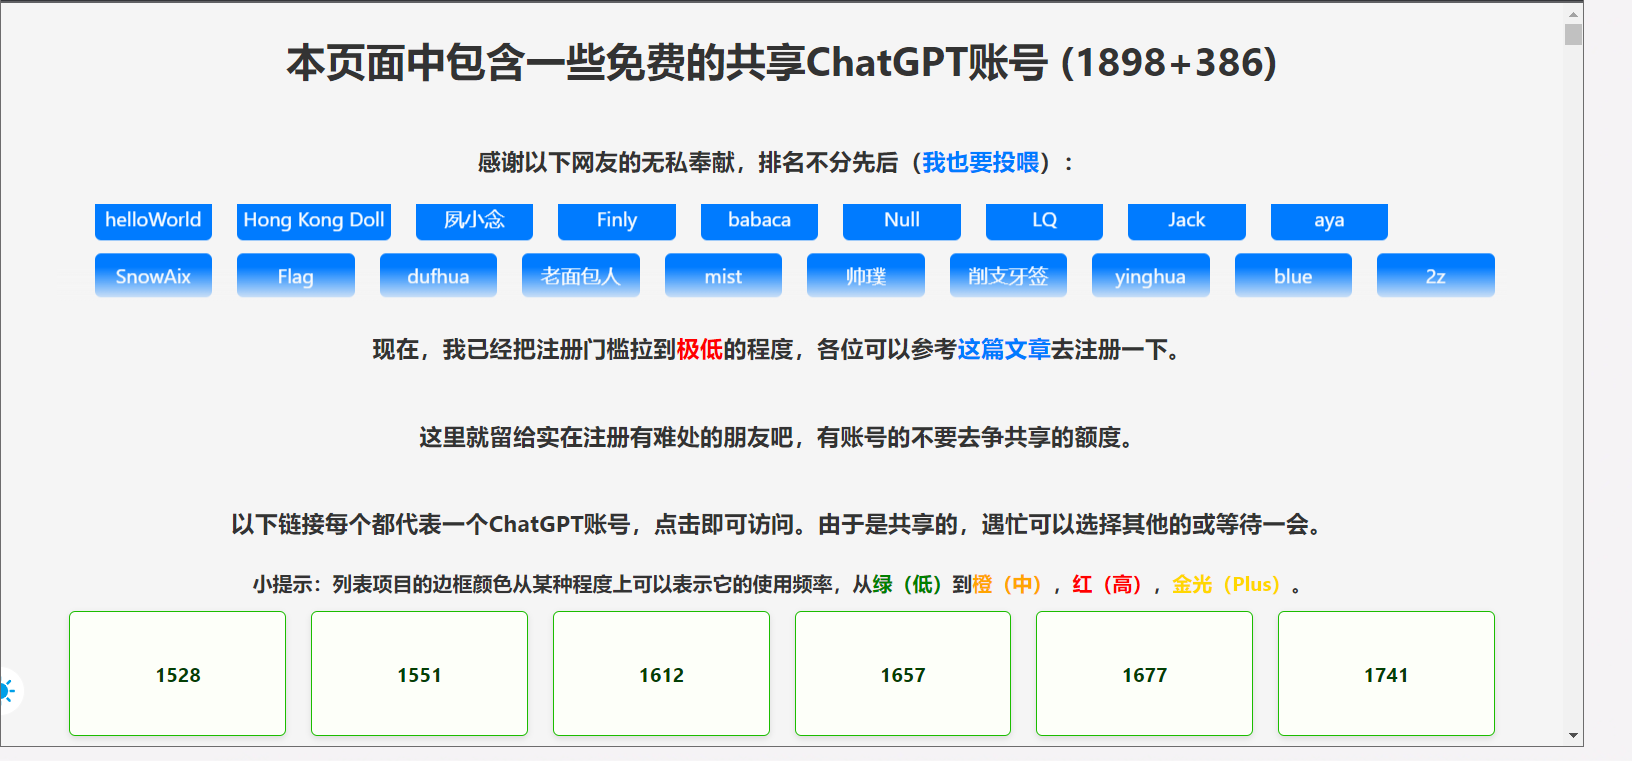 本页面中包含一些免费的共享ChatGPT账号 (1898+386)
感谢以下网友的无私奉献，排名不分先后（我也要投喂）：
helloWorld Hong Kong Doll 夙小念 Finly babaca Null LQ Jack aya
SnowAix Flag dufhua 老面包人 mist 帅璞 削支牙签 yinghua blue 2z
现在，我已经把注册门槛拉到极低的程度，各位可以参考这篇文章去注册一下。
这里就留给实在注册有难处的朋友吧，有账号的不要去争共享的额度。
以下链接每个都代表一个ChatGPT账号，点击即可访问。由于是共享的，遇忙可以选择其他的或等待一会。
小提示：列表项目的边框颜色从某种程度上可以表示它的使用频率，从绿（低）到橙（中），红（高），金光（Plus）。
1528 1551 1612 1657 1677 1741